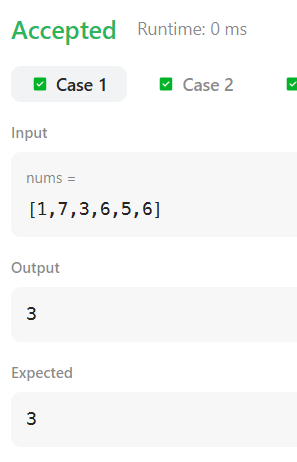 Accepted Runtime: 0 ms
Case 1 Case 2
Input
nums =
[1,7,3,6,5,6]
Output
3
Expected
3